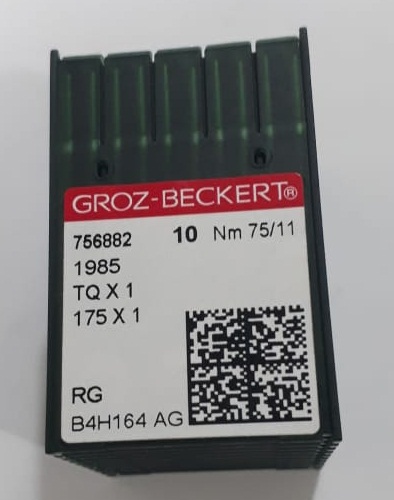 GROZ-BECKERT®
756882 10 Nm 75/11
1985
TQ X 1
175 X 1
RG
B4H164 AG